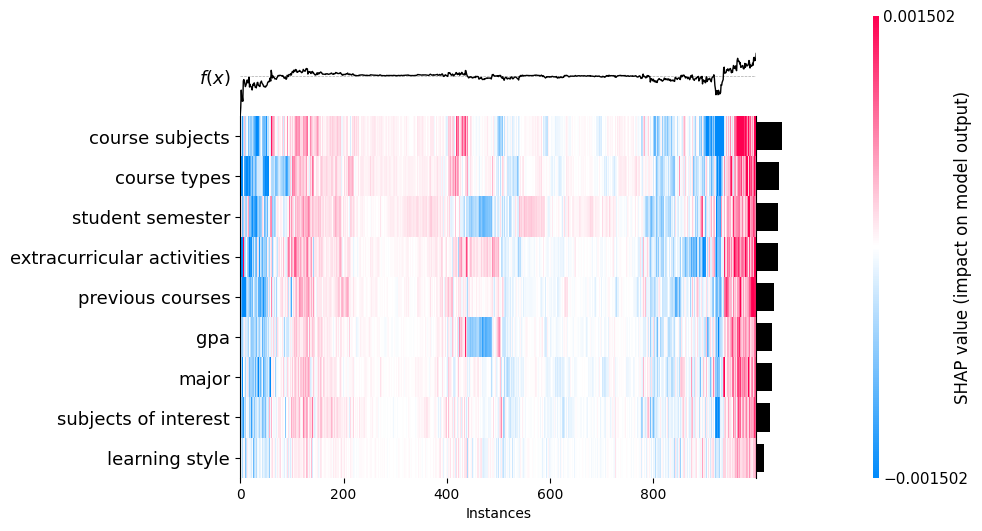 0.001502
f(x)
course subjects
course types
student semester
extracurricular activities
previous courses
gpa
major
subjects of interest
learning style
0 200 400 600 800
Instances
−0.001502
SHAP value (impact on model output)